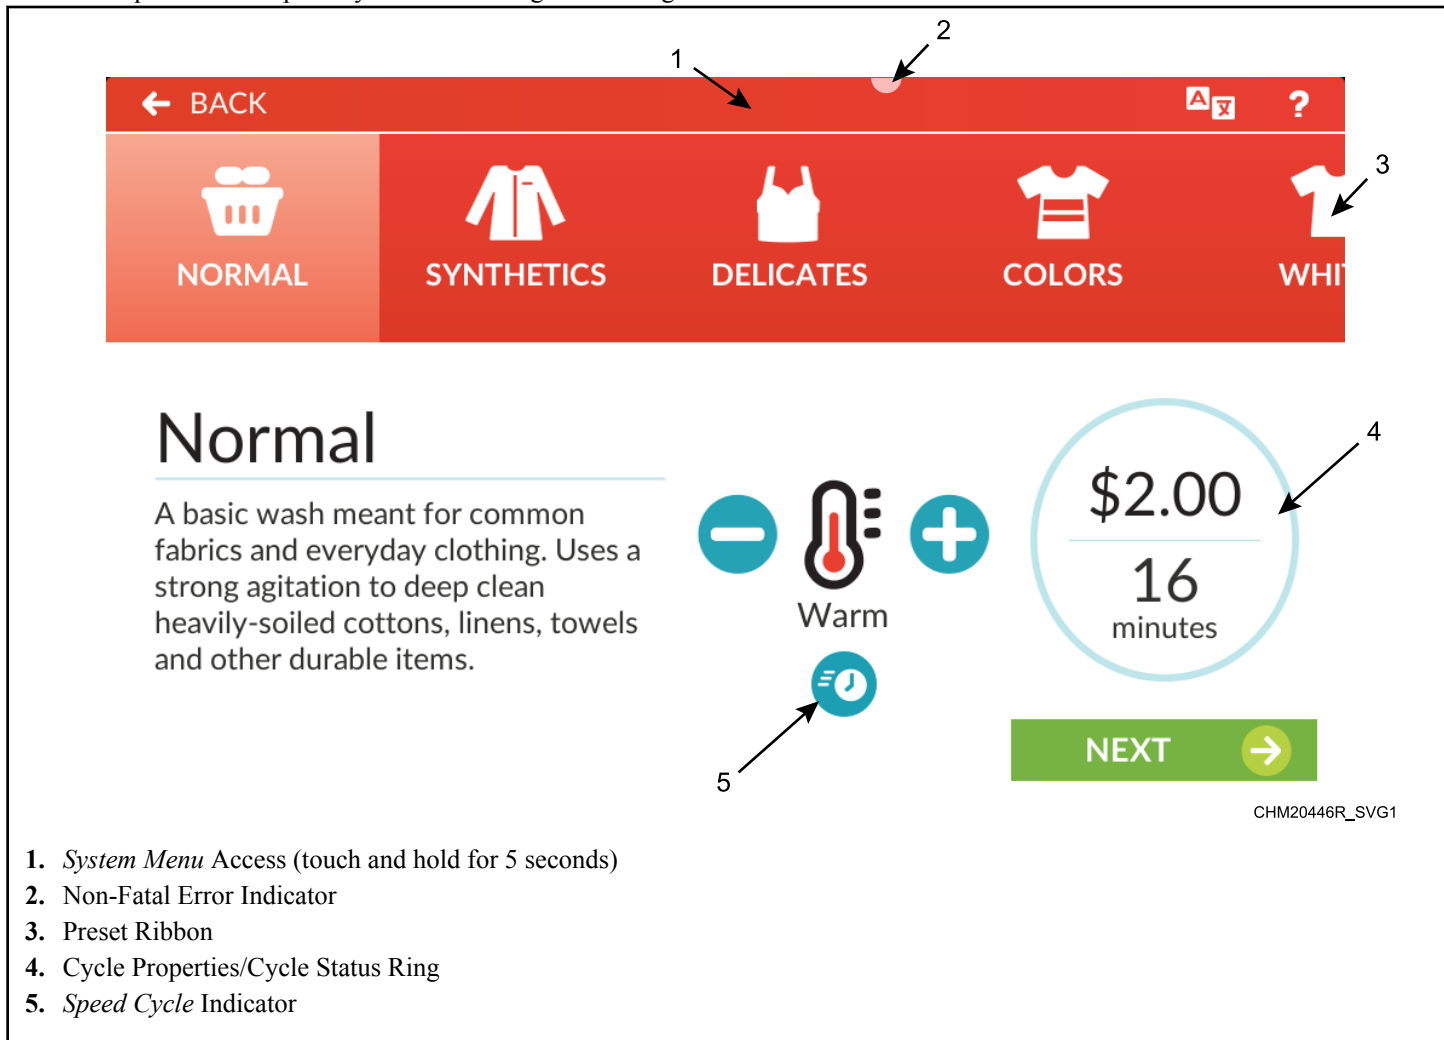 2
1
← BACK
A 文 ?
3
NORMAL SYNTHETICS DELICATES COLORS WHI
Normal
A basic wash meant for common
fabrics and everyday clothing. Uses a
strong agitation to deep clean
heavily-soiled cottons, linens, towels
and other durable items.
Warm
4
$2.00
16
minutes
5
NEXT
CHM20446R_SVG1
1. System Menu Access (touch and hold for 5 seconds)
2. Non-Fatal Error Indicator
3. Preset Ribbon
4. Cycle Properties/Cycle Status Ring
5. Speed Cycle Indicator